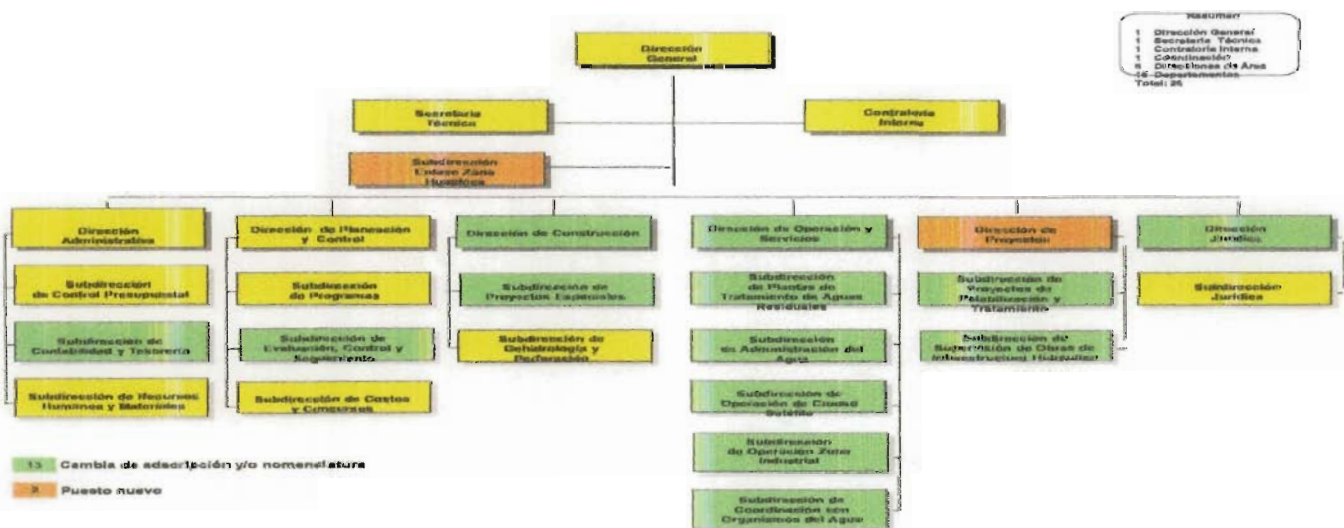 Resumen
1 Dirección General
1 Secretaría Técnica
1 Contraloría Interna
1 Coordinación
6 Direcciones de Área
Departamentos
Dirección
General
Secretaría
Técnica
Contraloría
Interna
Subdirección
Enlace Zona
Dirección
Administrativa
Subdirección
de Control Presupuestal
Subdirección de
Contabilidad y Tesorería
Subdirección de Recursos
Humanos y Materiales
Dirección de Planeación
y Control
Subdirección
de Programas
Subdirección de
Evaluación, Control y
Seguimiento
Subdirección de Costos
y Concursos
Dirección de Construcción
Subdirección de
Proyectos Especiales
Subdirección de
Gehidrología y
Perforación
Dirección de Operación y
Servicios
Subdirección
de Plantas de
Tratamiento de Aguas
Residuales
Subdirección
de Administración del
Agua
Subdirección de
Operación de Ciudad
Satélite
Subdirección
de Operación Zona
Industrial
Subdirección de
Coordinación con
Organismos del Agua
Dirección de
Proyectos
Subdirección de
Proyectos de
Potabilización y
Tratamiento
Subdirección de
Supervisión de Obras de
Infraestructura Hidráulica
Dirección
Jurídica
Subdirección
Jurídica
13 Cambia de adscripción y/o nomenclatura
Puesto nuevo